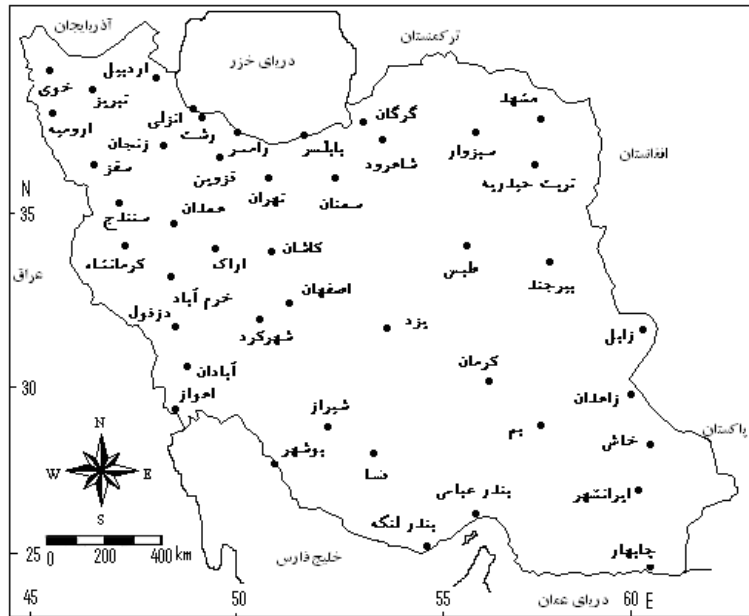 آذربایجان
ترکمنستان
دریای خزر
اردبیل
خوی
تبریز
مشهد
انزلی
گرگان
ارومیه
رشت
زنجان
رامسر
بابلسر
شاهرود
سبزوار
افغانستان
سقز
قزوین
تربت حیدریه
N
تهران
سمنان
35
سنندج
همدان
کرمانشاه
اراک
کاشان
طبس
عراق
بیرجند
خرم آباد
اصفهان
دزفول
شهرکرد
یزد
زابل
آبادان
کرمان
30
اهواز
زاهدان
شیراز
بم
پاکستان
N
خاش
بوشهر
فسا
W
E
بندر عباس
ایرانشهر
S
بندر لنگه
چابهار
25
0 200 400 km
خلیج فارس
45
50
55
60 E
دریای عمان